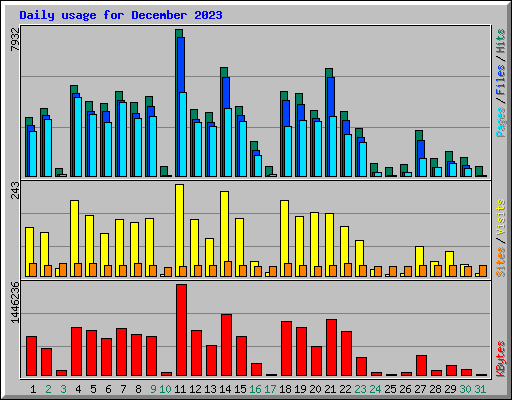 Daily usage for December 2023
7932
Pages / Files / Hits
243
Sites / Visits
1446236
KBytes
1 2 3 4 5 6 7 8 9 10 11 12 13 14 15 16 17 18 19 20 21 22 23 24 25 26 27 28 29 30 31